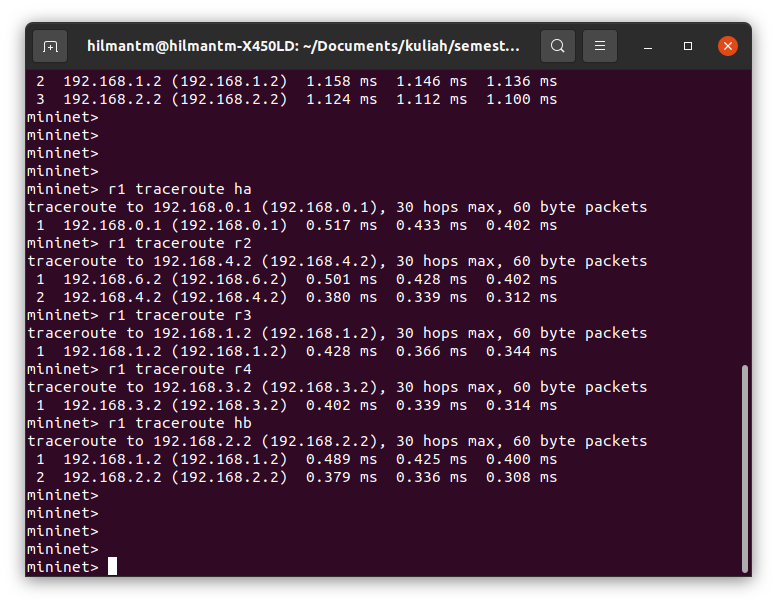 hilmantm@hilmantm-X450LD: ~/Documents/kuliah/semest...
 2  192.168.1.2 (192.168.1.2)  1.158 ms  1.146 ms  1.136 ms
 3  192.168.2.2 (192.168.2.2)  1.124 ms  1.112 ms  1.100 ms
mininet>
mininet>
mininet>
mininet>
mininet> r1 traceroute ha
traceroute to 192.168.0.1 (192.168.0.1), 30 hops max, 60 byte packets
 1  192.168.0.1 (192.168.0.1)  0.517 ms  0.433 ms  0.402 ms
mininet> r1 traceroute r2
traceroute to 192.168.4.2 (192.168.4.2), 30 hops max, 60 byte packets
 1  192.168.6.2 (192.168.6.2)  0.501 ms  0.428 ms  0.402 ms
 2  192.168.4.2 (192.168.4.2)  0.380 ms  0.339 ms  0.312 ms
mininet> r1 traceroute r3
traceroute to 192.168.1.2 (192.168.1.2), 30 hops max, 60 byte packets
 1  192.168.1.2 (192.168.1.2)  0.428 ms  0.366 ms  0.344 ms
mininet> r1 traceroute r4
traceroute to 192.168.3.2 (192.168.3.2), 30 hops max, 60 byte packets
 1  192.168.3.2 (192.168.3.2)  0.402 ms  0.339 ms  0.314 ms
mininet> r1 traceroute hb
traceroute to 192.168.2.2 (192.168.2.2), 30 hops max, 60 byte packets
 1  192.168.1.2 (192.168.1.2)  0.489 ms  0.425 ms  0.400 ms
 2  192.168.2.2 (192.168.2.2)  0.379 ms  0.336 ms  0.308 ms
mininet>
mininet>
mininet>
mininet>
mininet>